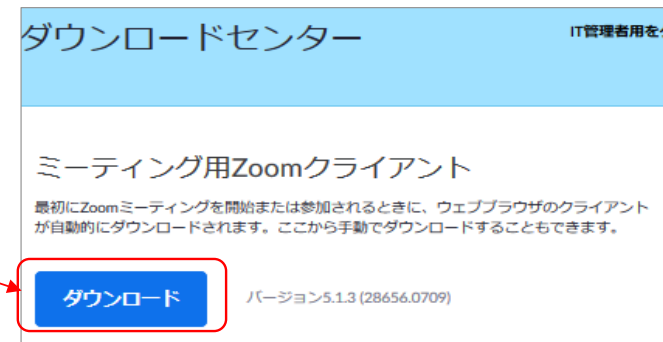 ダウンロードセンター
IT管理者用を
ミーティング用Zoomクライアント
最初にZoomミーティングを開始または参加されるときに、ウェブブラウザのクライアント
が自動的にダウンロードされます。ここから手動でダウンロードすることもできます。
ダウンロード
バージョン5.1.3 (28656.0709)